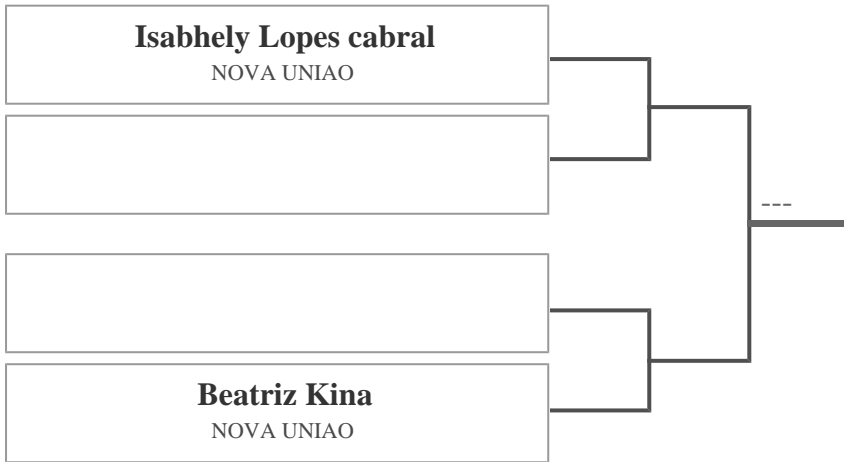 Isabhely Lopes cabral
NOVA UNIAO
---
Beatriz Kina
NOVA UNIAO